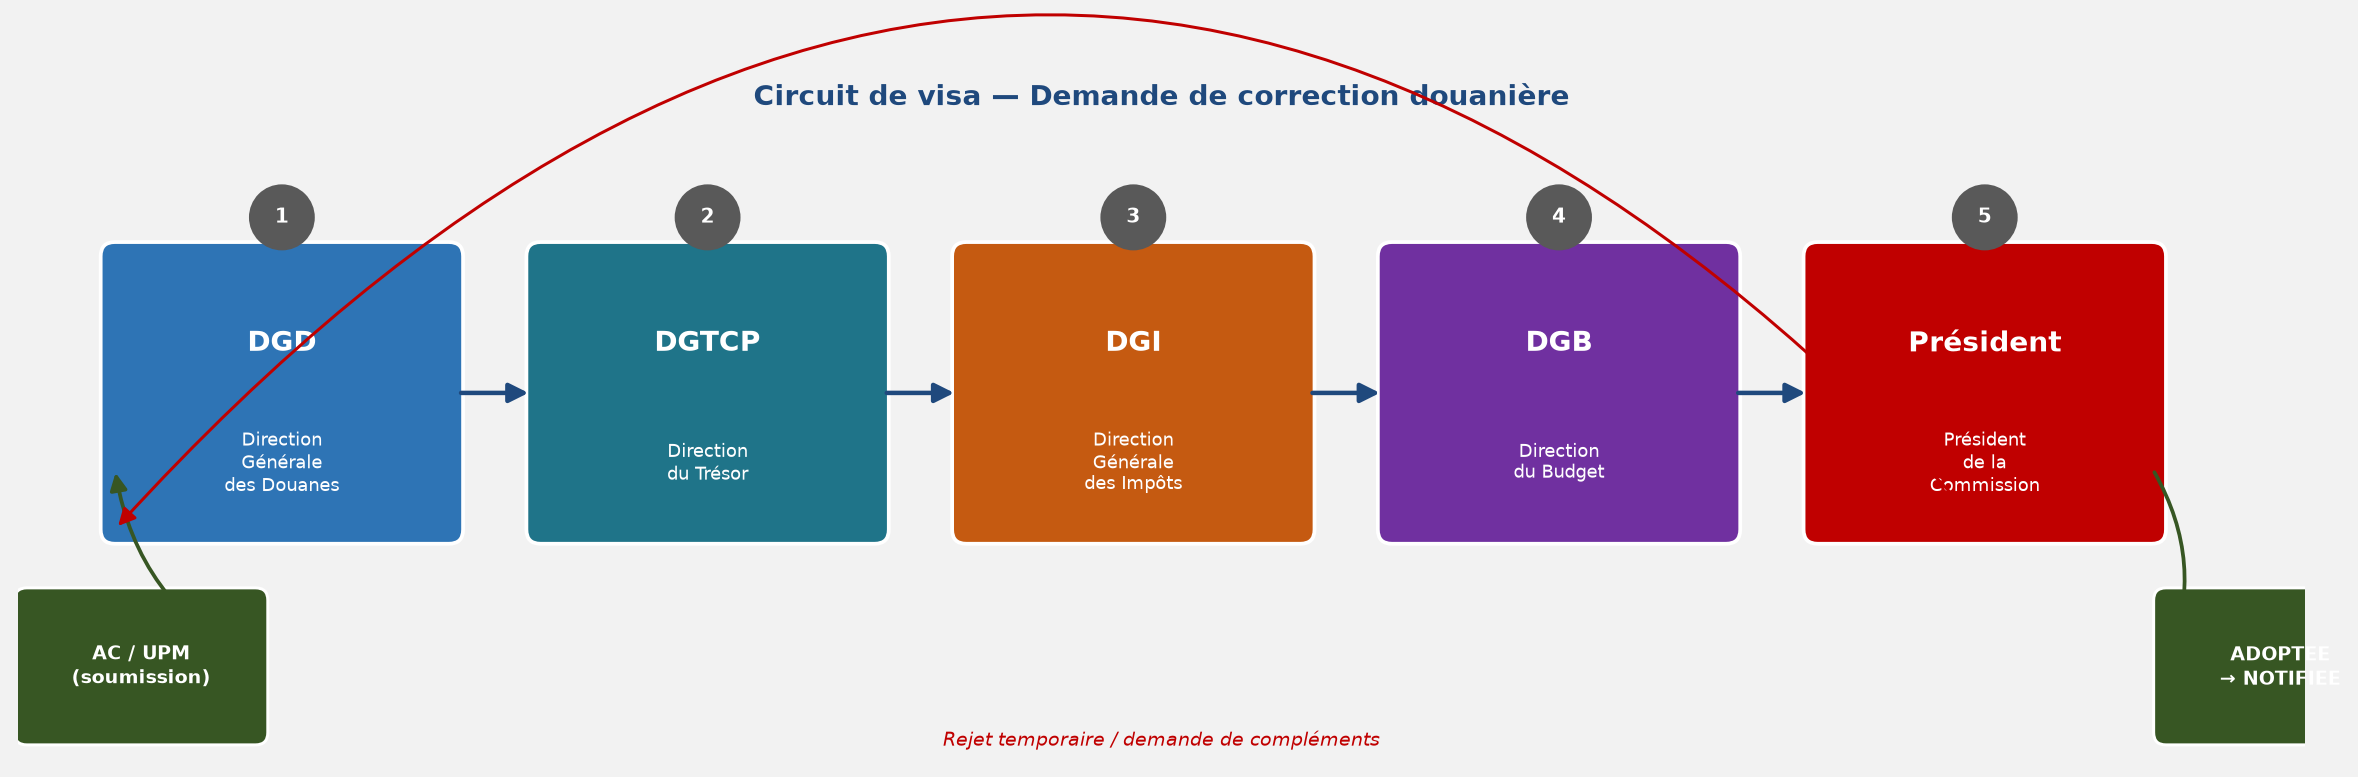 Circuit de visa — Demande de correction douanière
1
2
3
4
5
DGD
DGTCP
DGI
DGB
Président
Direction
Générale
des Douanes
Direction
du Trésor
Direction
Générale
des Impôts
Direction
du Budget
Président
de la
Commission
AC / UPM
(soumission)
ADOPTÉE
→ NOTIFIÉE
Rejet temporaire / demande de compléments